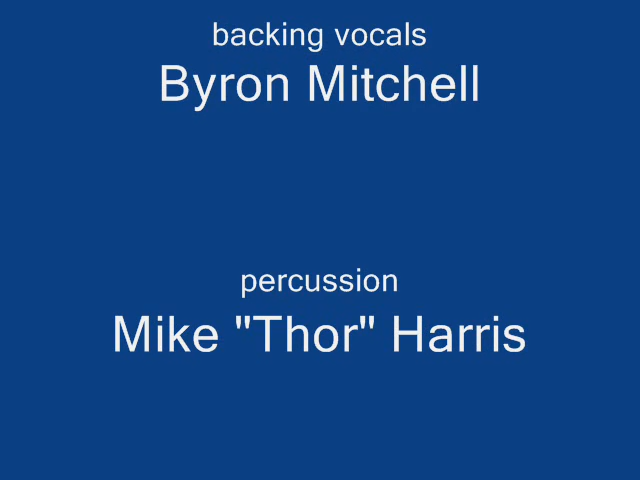 backing vocals
Byron Mitchell
percussion
Mike "Thor" Harris